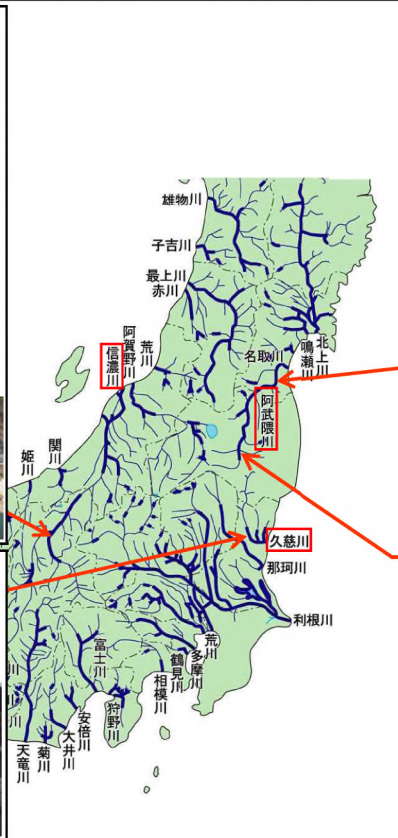 雄物川
子吉川
最上川
赤川
荒川
阿賀野川
信濃川
名取川
鳴瀬川
北上川
阿武隈川
関川
姫川
久慈川
那珂川
利根川
荒川
多摩川
鶴見川
相模川
富士川
狩野川
安倍川
大井川
菊川
天竜川
川
川